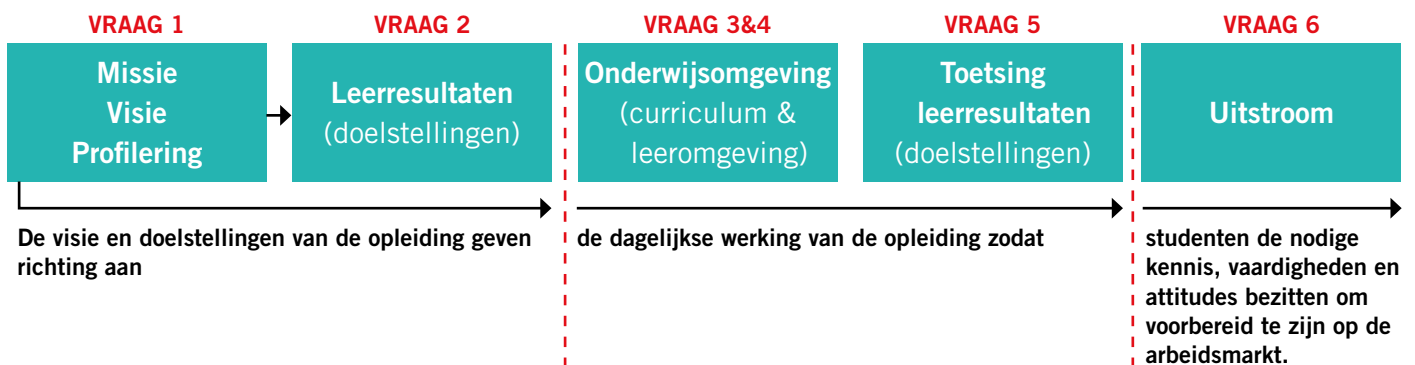 VRAAG 1
Missie
Visie
Profilering
VRAAG 2
Leerresultaten
(doelstellingen)
VRAAG 3&4
Onderwijsomgeving
(curriculum &
leeromgeving)
VRAAG 5
Toetsing
leerresultaten
(doelstellingen)
VRAAG 6
Uitstroom
De visie en doelstellingen van de opleiding geven
richting aan
de dagelijkse werking van de opleiding zodat
studenten de nodige
kennis, vaardigheden en
attitudes bezitten om
voorbereid te zijn op de
arbeidsmarkt.